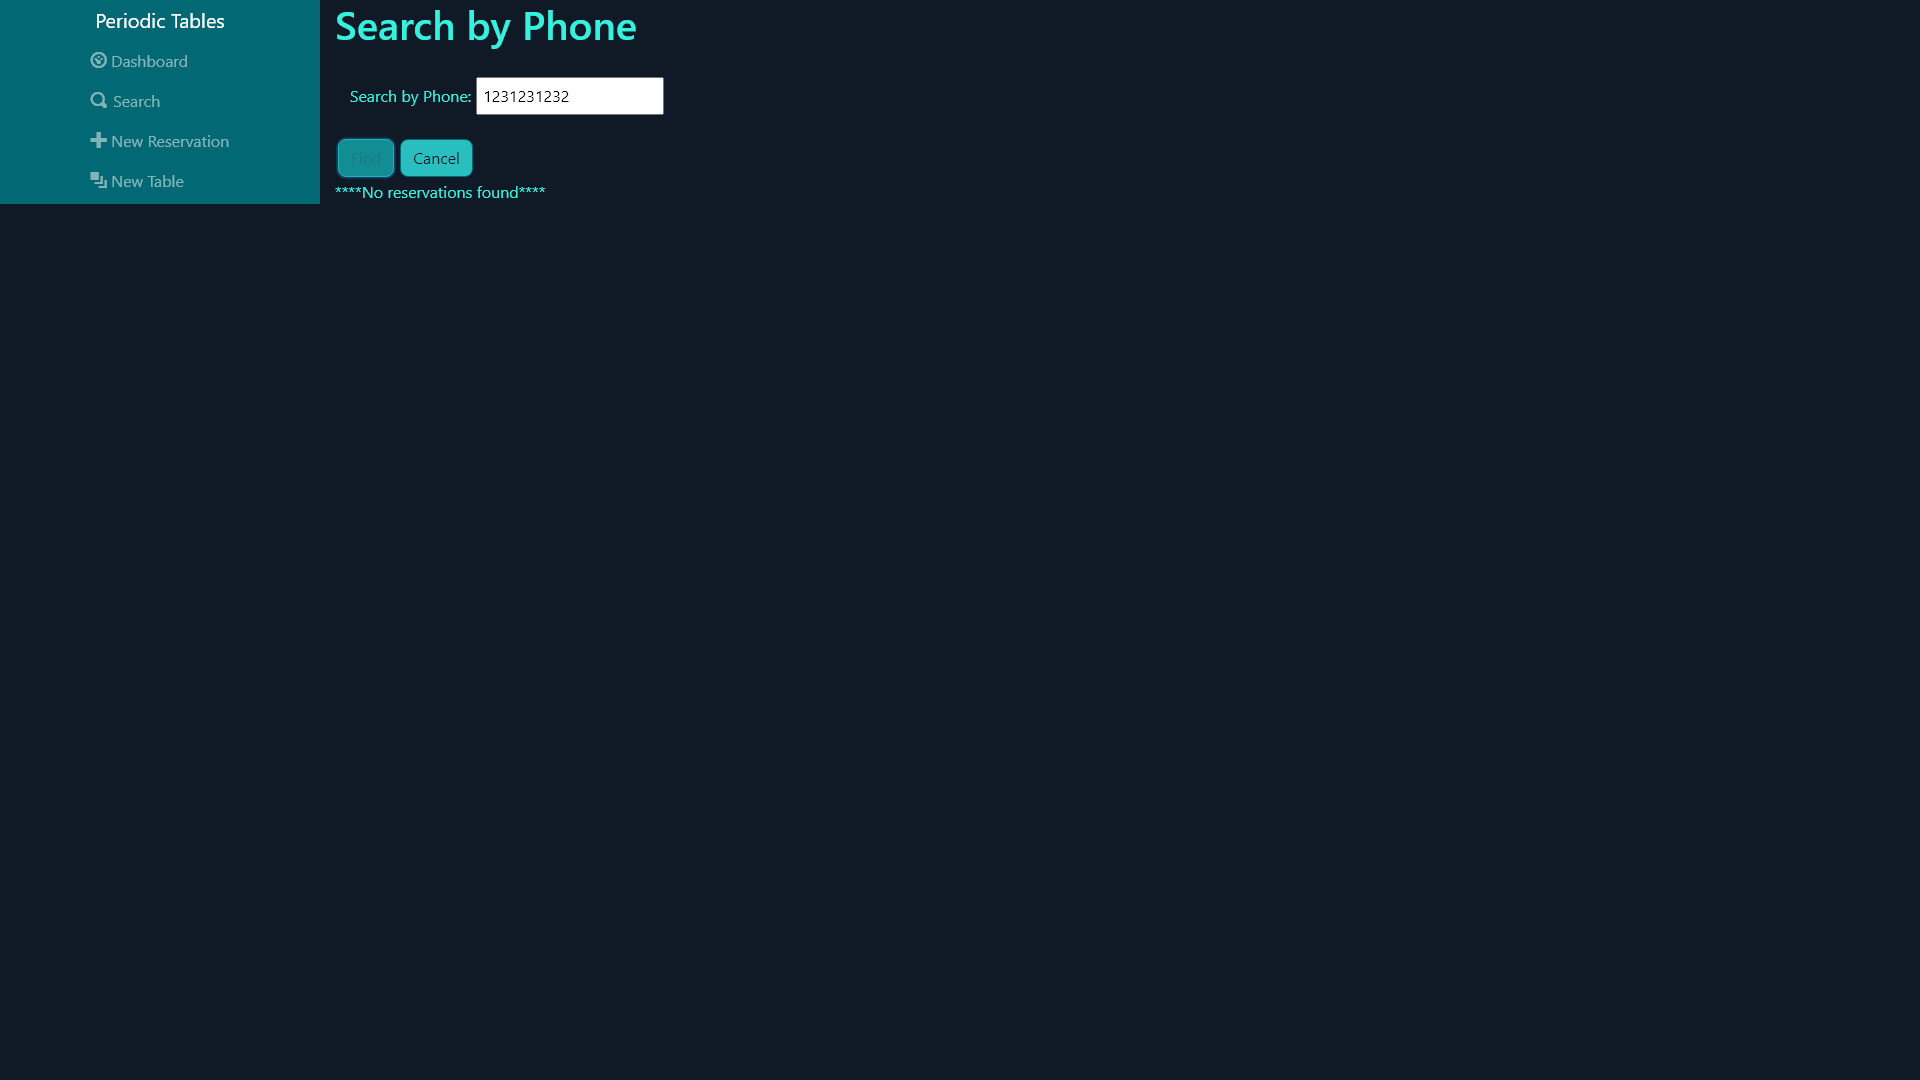 Periodic Tables
Dashboard
Search
New Reservation
New Table
Search by Phone
Search by Phone: 1231231232
Find Cancel
****No reservations found****